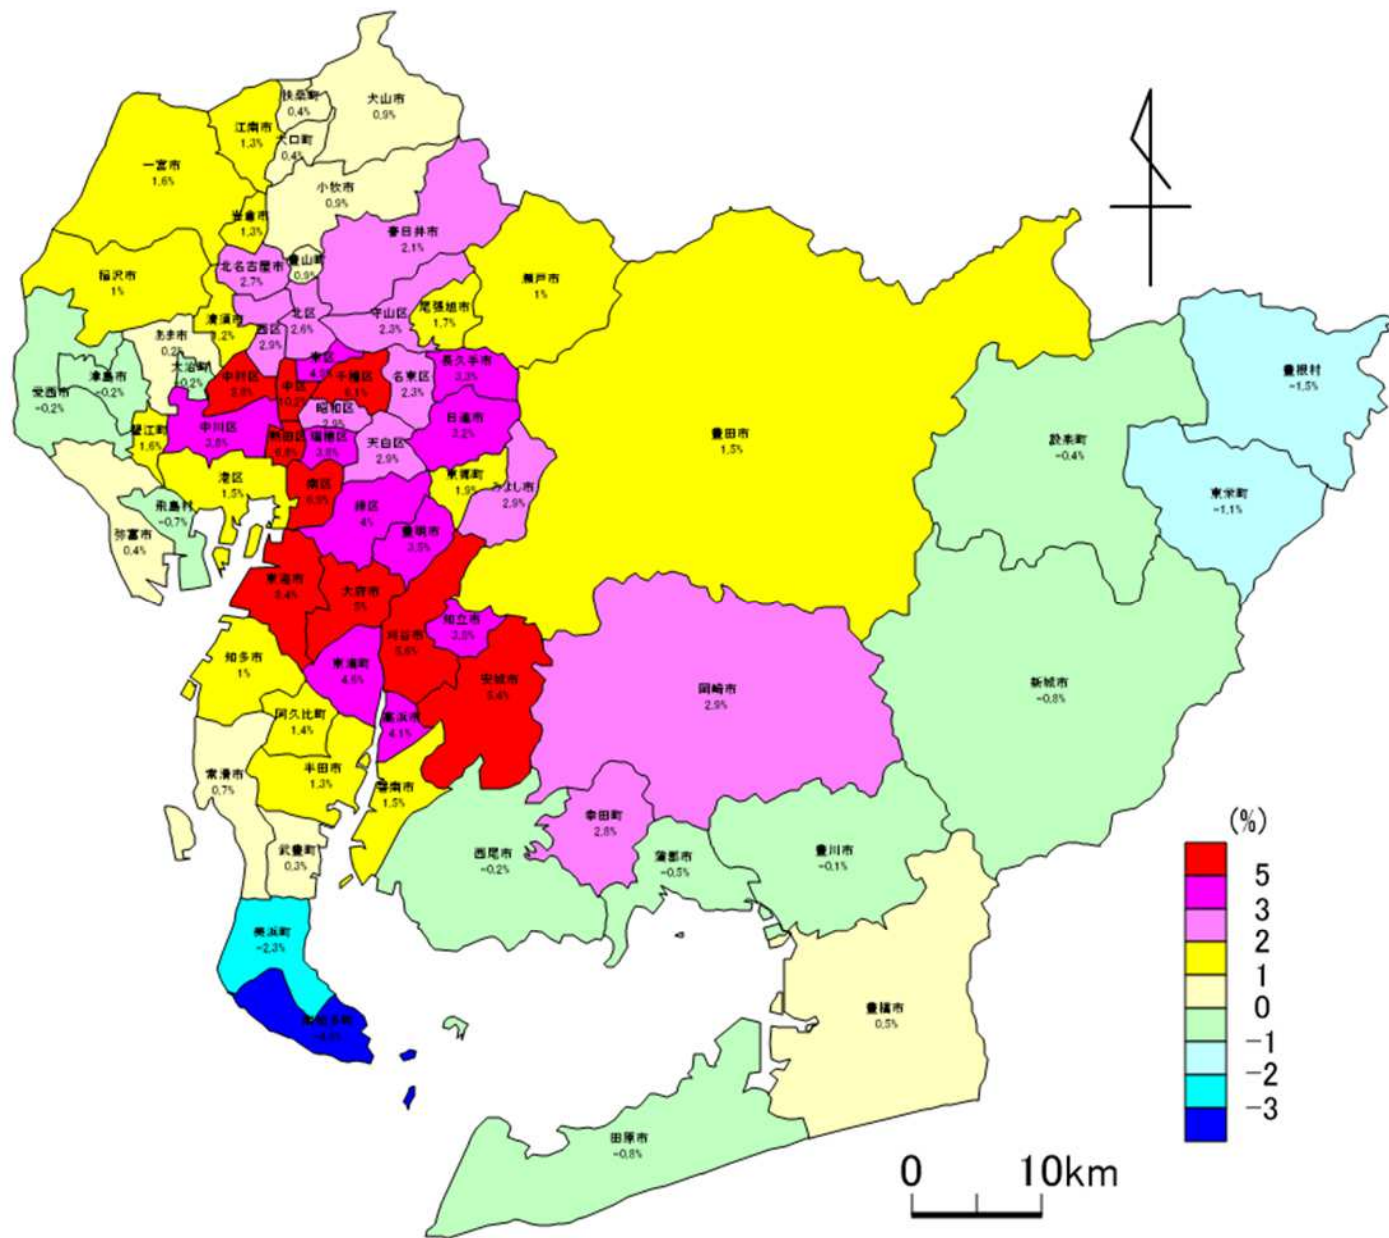 扶桑町
0.4%
犬山市
0.9%
江南市
1.3%
大口町
0.4%
一宮市
1.6%
小牧市
0.9%
岩倉市
1.3%
春日井市
2.1%
豊山町
0.9%
北名古屋市
2.7%
稲沢市
1%
瀬戸市
1%
尾張旭市
1.7%
清須市
1.2%
西区
2.9%
北区
2.6%
守山区
2.3%
あま市
0.2%
東区
大治町
-0.2%
津島市
-0.2%
愛西市
-0.2%
中村区
中区
千種区
名東区
2.3%
長久手市
3.3%
豊根村
-1.5%
昭和区
2.9%
日進市
3.2%
蟹江町
1.6%
中川区
熱田区
瑞穂区
天白区
2.9%
豊田市
1.5%
設楽町
-0.4%
港区
1.5%
南区
東郷町
1.9%
みよし市
2.9%
東栄町
-1.1%
飛島村
-0.7%
弥富市
0.4%
緑区
4%
豊明市
東海市
大府市
5%
刈谷市
知立市
知多市
1%
東浦町
4.6%
安城市
岡崎市
2.9%
新城市
-0.8%
阿久比町
1.4%
高浜市
4.1%
常滑市
0.7%
半田市
1.3%
碧南市
1.5%
武豊町
0.3%
西尾市
-0.2%
幸田町
2.8%
蒲郡市
-0.5%
豊川市
-0.1%
美浜町
-2.3%
南知多町
豊橋市
0.5%
田原市
-0.8%
(%)
5
3
2
1
0
-1
-2
-3
0 10km